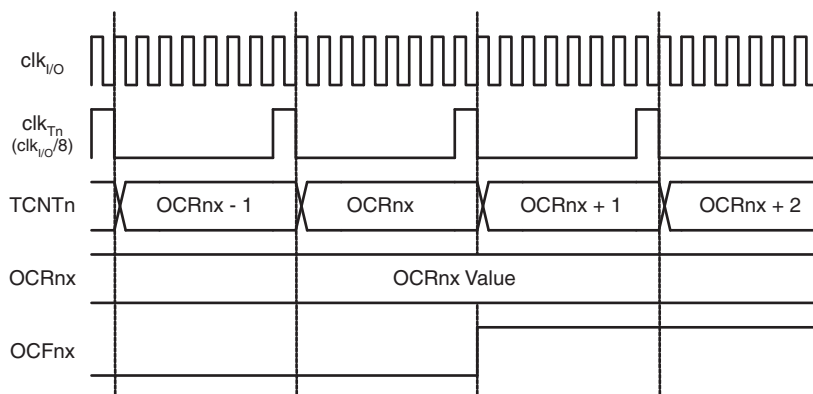 clkI/O
clkTn
(clkI/O/8)
TCNTn OCRnx - 1 OCRnx OCRnx + 1 OCRnx + 2
OCRnx OCRnx Value
OCFnx